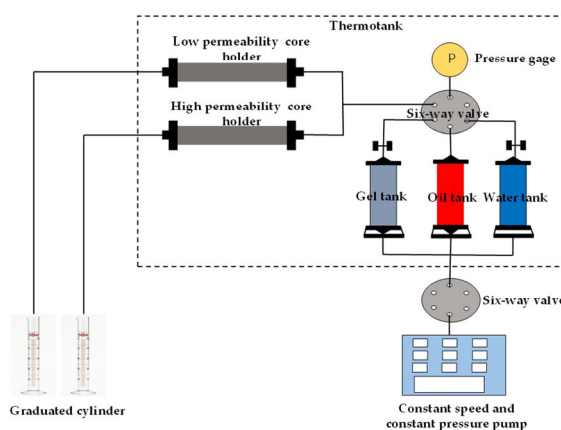 Thermotank
Low permeability core
holder
High permeability core
holder
P
Pressure gage
Six-way valve
Gel tank
Oil tank
Water tank
Six-way valve
Graduated cylinder
Constant speed and
constant pressure pump